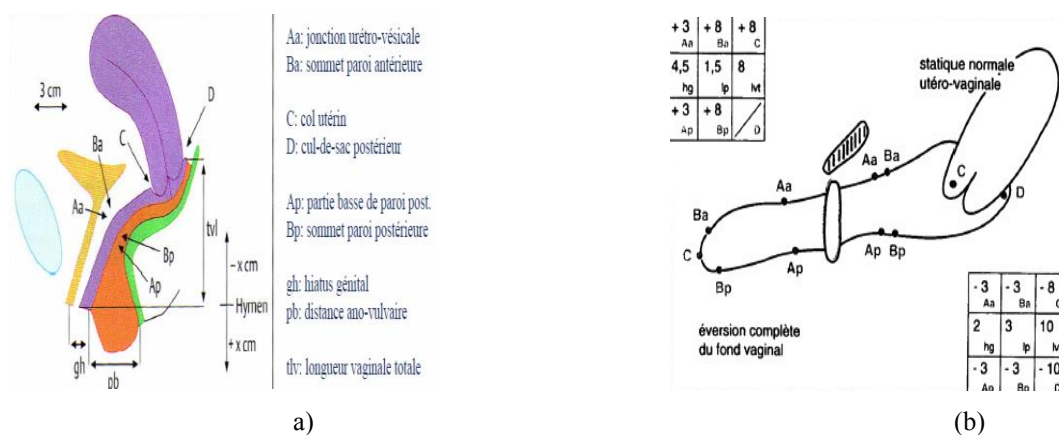 3 cm
D
C
Ba
Aa
tvl
Bp
Ap
– x cm
Hymen
+ x cm
gh
pb
Aa: jonction urétro-vésicale
Ba: sommet paroi antérieure
C: col utérin
D: cul-de-sac postérieur
Ap: partie basse de paroi post.
Bp: sommet paroi postérieure
gh: hiatus génital
pb: distance ano-vulvaire
tlv: longueur vaginale totale
a)
+ 3 Aa + 8 Ba + 8 C
4,5 hg 1,5 lp 8 lvt
+ 3 Ap + 8 Bp D
statique normale
utéro-vaginale
Aa Ba
C
D
Aa
Ba
C
Bp
Ap
Ap Bp
éversion complète
du fond vaginal
- 3 Aa - 3 Ba - 8
2 hg 3 lp 10
- 3 Ap - 3 Bp - 10
(b)